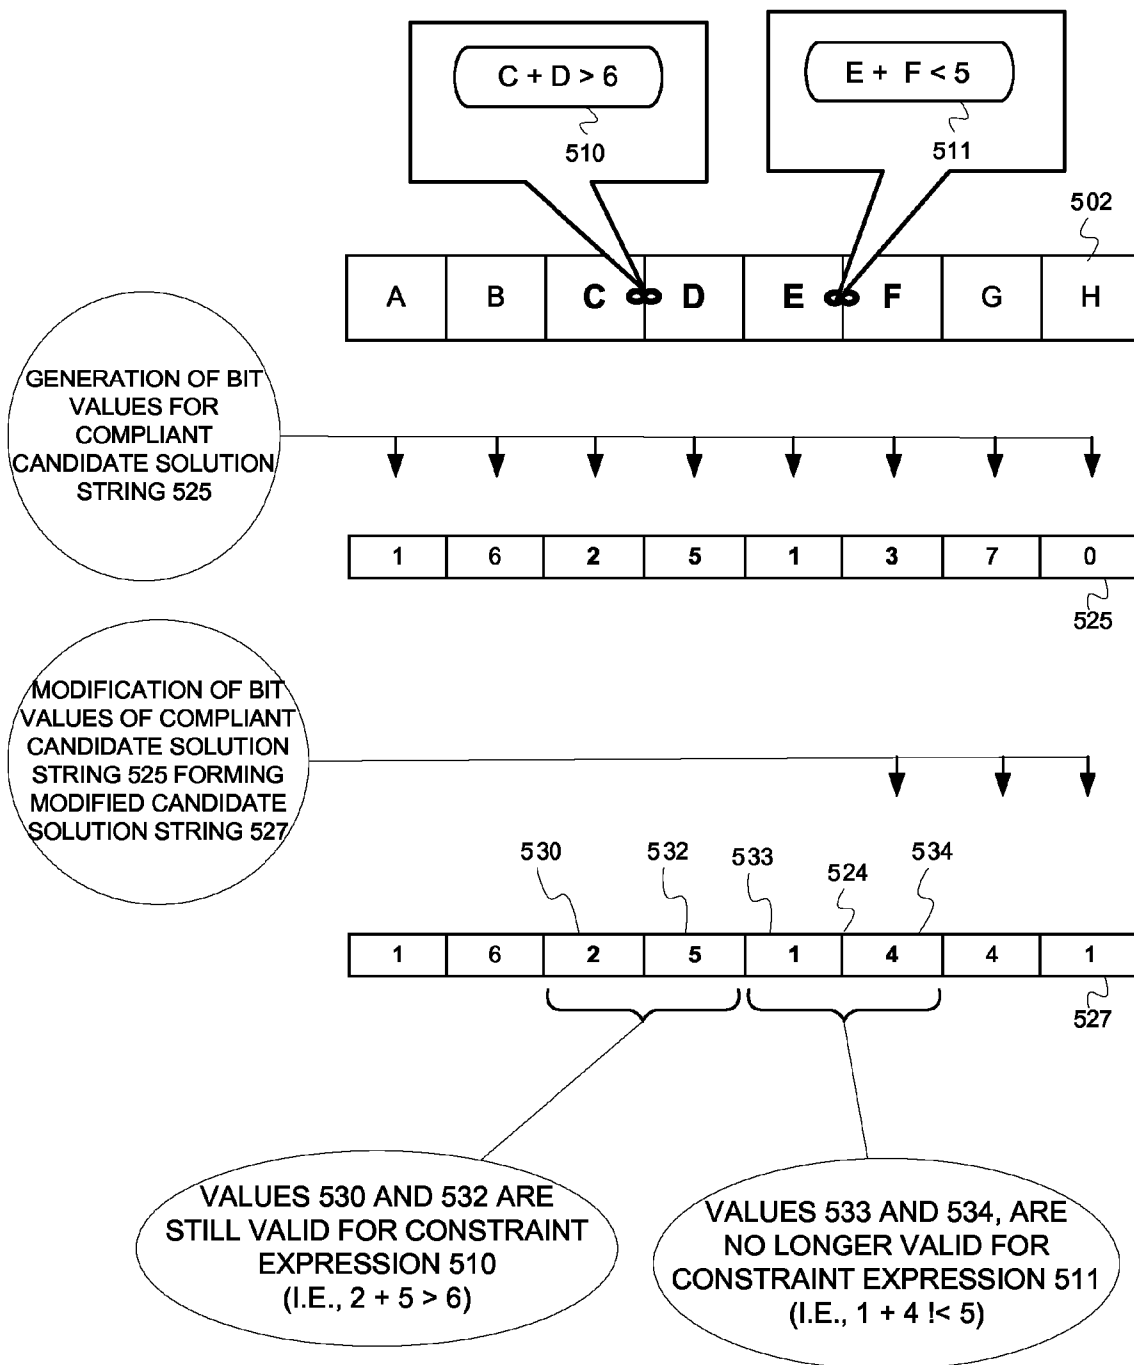 C + D > 6
510
E + F < 5
511
502
A B C D E F G H
GENERATION OF BIT
VALUES FOR
COMPLIANT
CANDIDATE SOLUTION
STRING 525
1 6 2 5 1 3 7 0
525
MODIFICATION OF BIT
VALUES OF COMPLIANT
CANDIDATE SOLUTION
STRING 525 FORMING
MODIFIED CANDIDATE
SOLUTION STRING 527
530 532 533 524 534
1 6 2 5 1 4 4 1
527
VALUES 530 AND 532 ARE
STILL VALID FOR CONSTRAINT
EXPRESSION 510
(I.E., 2 + 5 > 6)
VALUES 533 AND 534, ARE
NO LONGER VALID FOR
CONSTRAINT EXPRESSION 511
(I.E., 1 + 4 !< 5)